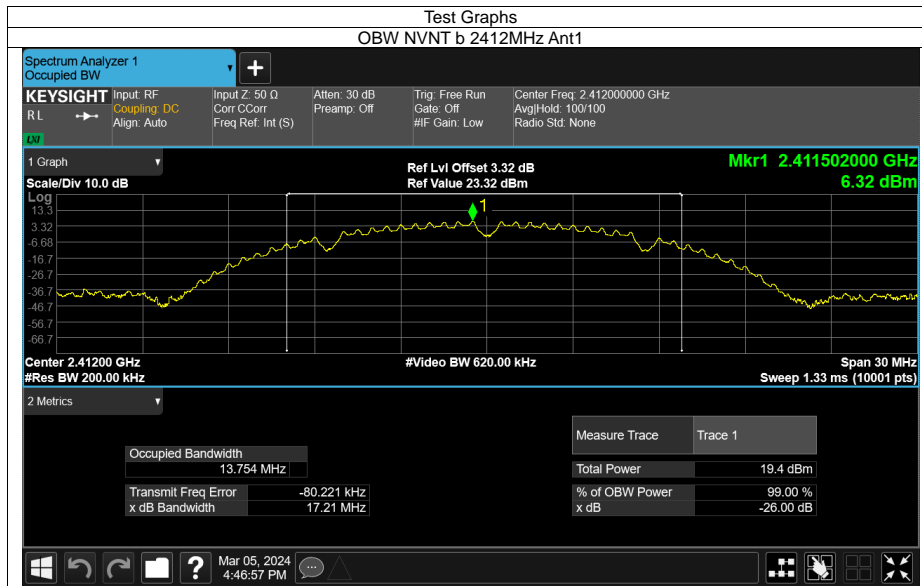 Test Graphs
OBW NVNT b 2412MHz Ant1
Spectrum Analyzer 1
Occupied BW
+
KEYSIGHT
R L
LXI
Input: RF
Coupling: DC
Align: Auto
Input Z: 50 Ω
Corr CCorr
Freq Ref: Int (S)
Atten: 30 dB
Preamp: Off
Trig: Free Run
Gate: Off
#IF Gain: Low
Center Freq: 2.412000000 GHz
Avg|Hold: 100/100
Radio Std: None
1 Graph
Scale/Div 10.0 dB
Ref Lvl Offset 3.32 dB
Ref Value 23.32 dBm
Mkr1 2.411502000 GHz
6.32 dBm
Log
13.3
3.32
-6.68
-16.7
-26.7
-36.7
-46.7
-56.7
-66.7
1
Center 2.41200 GHz
#Res BW 200.00 kHz
#Video BW 620.00 kHz
Span 30 MHz
Sweep 1.33 ms (10001 pts)
2 Metrics
Occupied Bandwidth
13.754 MHz
Transmit Freq Error -80.221 kHz
x dB Bandwidth 17.21 MHz
Measure Trace Trace 1
Total Power 19.4 dBm
% of OBW Power 99.00 %
x dB -26.00 dB
?
Mar 05, 2024
4:46:57 PM